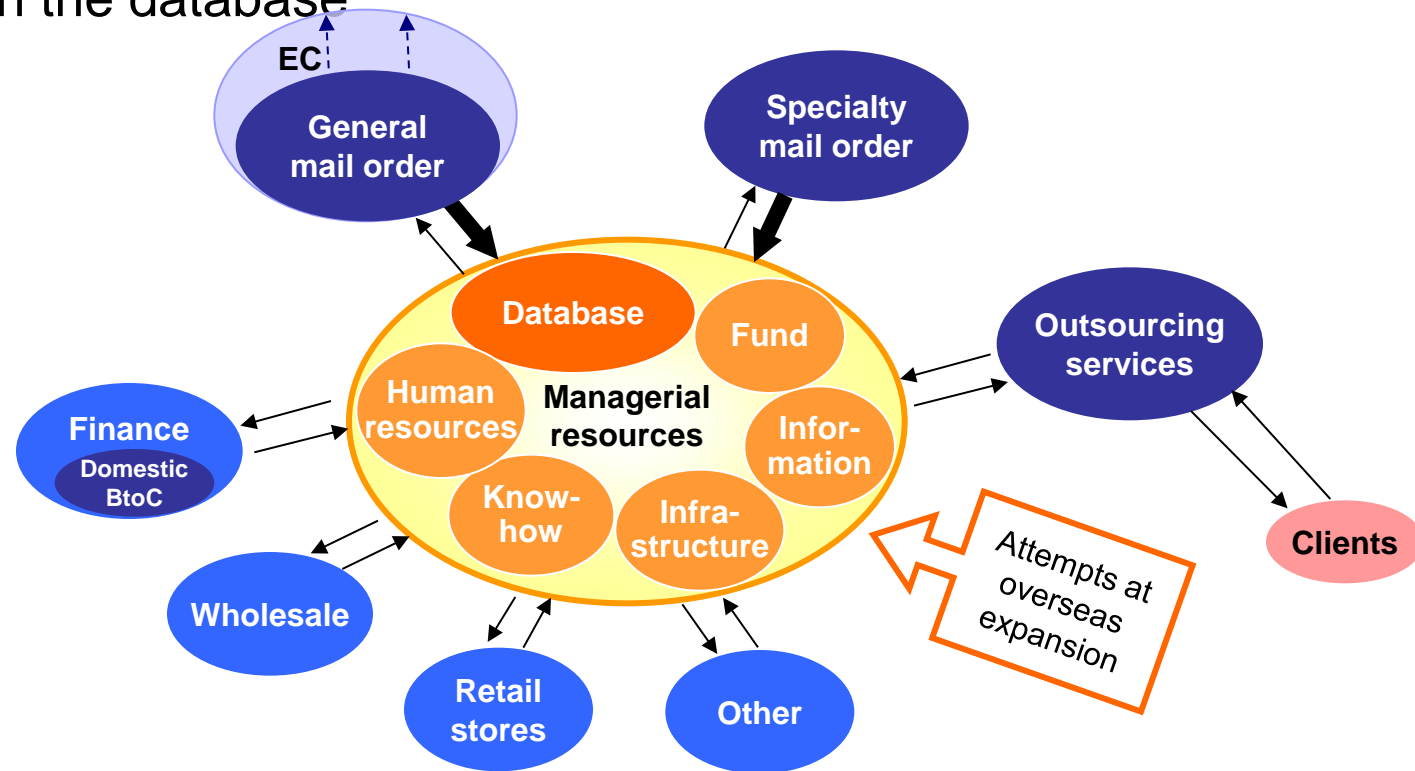 n the database
EC
General
mail order
Specialty
mail order
Database
Fund
Outsourcing
services
Human
resources
Managerial
resources
Infor-
mation
Finance
Domestic
BtoC
Know-
how
Infra-
structure
Clients
Attempts at
overseas
expansion
Wholesale
Retail
stores
Other